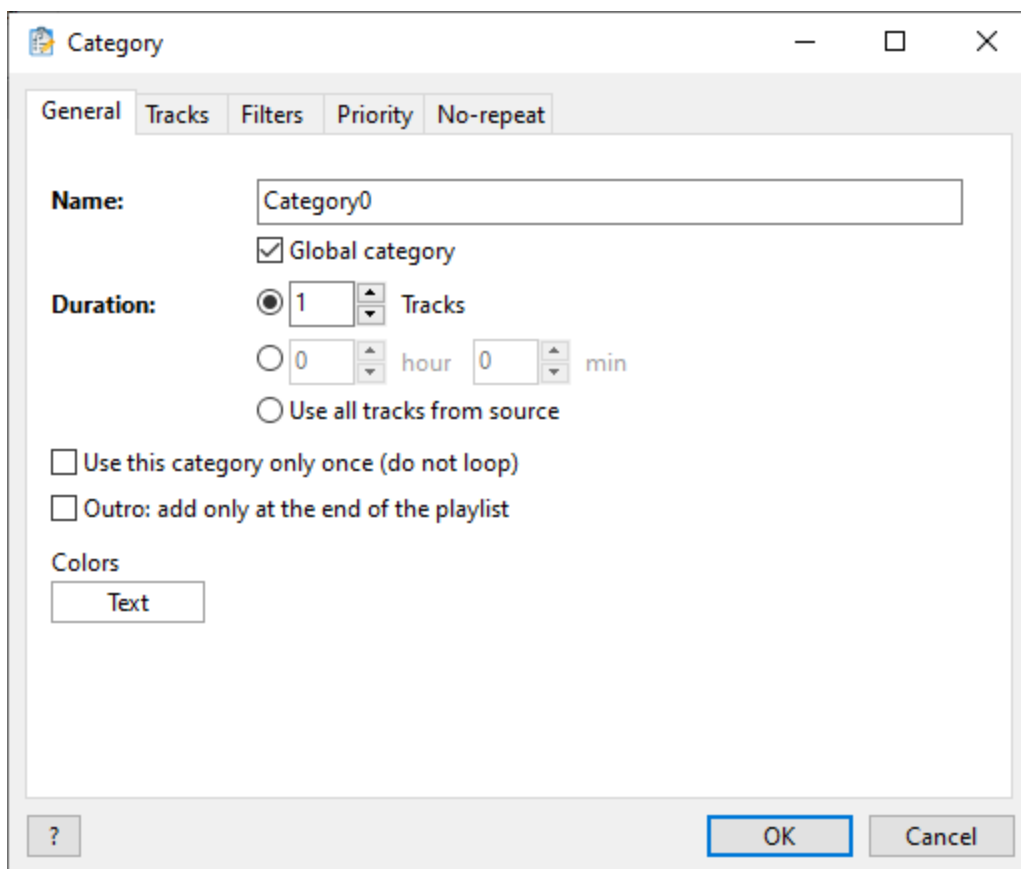 Category
General Tracks Filters Priority No-repeat
Name: Category0
Global category
Duration: 1 Tracks
0 hour 0 min
Use all tracks from source
Use this category only once (do not loop)
Outro: add only at the end of the playlist
Colors
Text
? OK Cancel